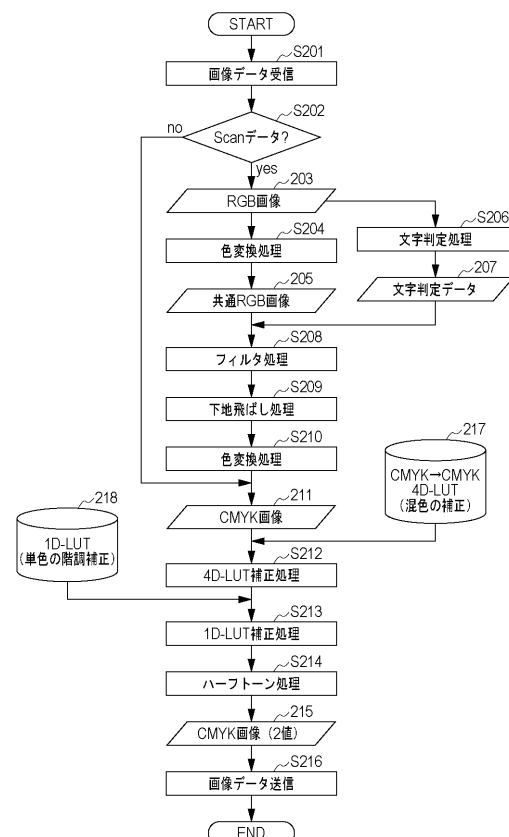 START
S201
画像データ受信
S202
Scanデータ?
no
yes
203
RGB画像
S206
文字判定処理
S204
色変換処理
207
文字判定データ
205
共通RGB画像
S208
フィルタ処理
S209
下地飛ばし処理
S210
色変換処理
217
CMYK→CMYK
4D-LUT
(混色の補正)
211
CMYK画像
218
1D-LUT
(単色の階調補正)
S212
4D-LUT補正処理
S213
1D-LUT補正処理
S214
ハーフトーン処理
215
CMYK画像（2値）
S216
画像データ送信
END